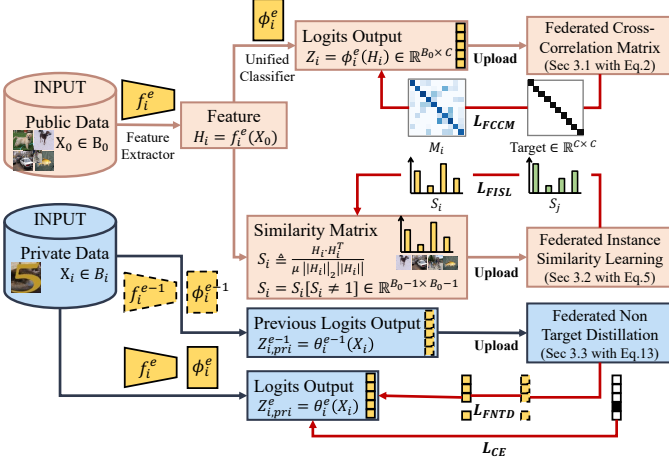 ϕ_i^e
Unified
Classifier
Logits Output
Z_i = ϕ_i^e(H_i) ∈ ℝ^{B_0×C}
Upload
Federated Cross-
Correlation Matrix
(Sec 3.1 with Eq.2)
INPUT
Public Data
X_0 ∈ B_0
f_i^e
Feature
Extractor
Feature
H_i = f_i^e(X_0)
M_i
L_FCCM
Target ∈ ℝ^{C×C}
S_i
L_FISL
S_j
INPUT
Private Data
X_i ∈ B_i
5
Similarity Matrix
S_i ≜ H_i·H_i^T / μ ||H_i||_2||H_i||
S_i = S_i[S_i ≠ 1] ∈ ℝ^{B_0−1×B_0−1}
Upload
Federated Instance
Similarity Learning
(Sec 3.2 with Eq.5)
f_i^{e−1}
ϕ_i^{e−1}
Previous Logits Output
Z_{i,pri}^{e−1} = θ_i^{e−1}(X_i)
Upload
Federated Non
Target Distillation
(Sec 3.3 with Eq.13)
f_i^e
ϕ_i^e
Logits Output
Z_{i,pri}^e = θ_i^e(X_i)
L_FNTD
L_CE